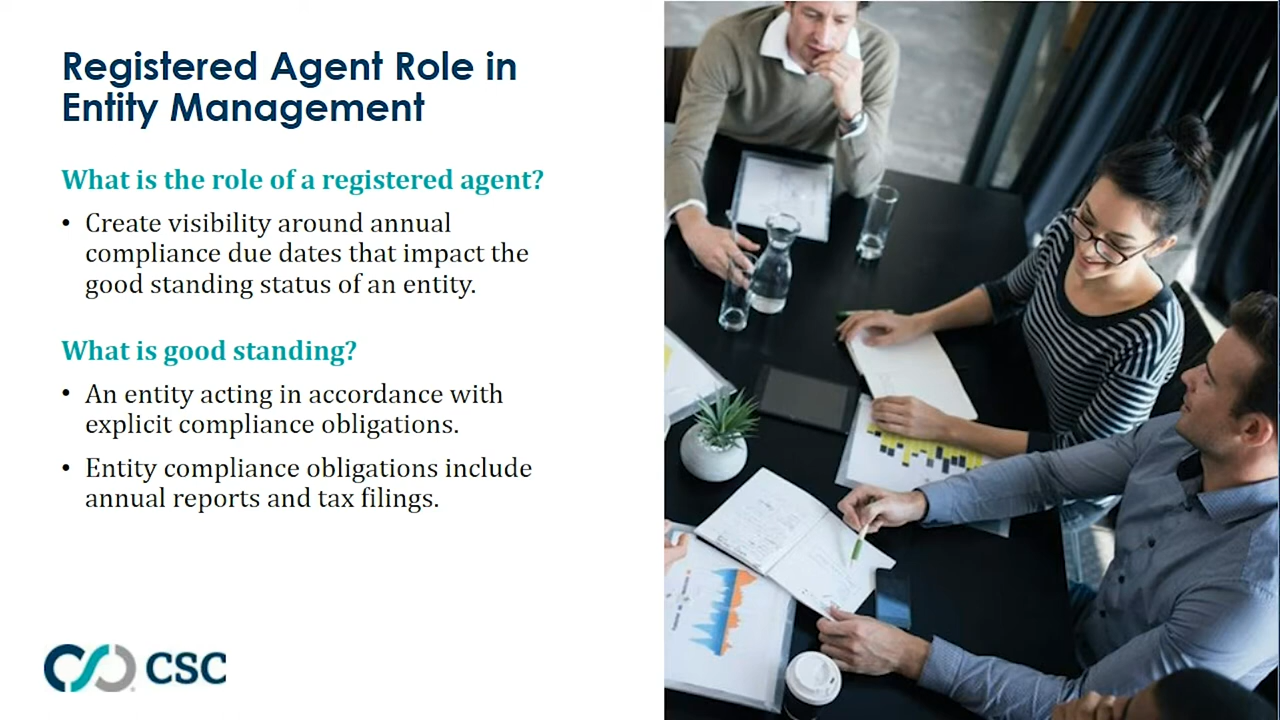 Registered Agent Role in
Entity Management
What is the role of a registered agent?
• Create visibility around annual
compliance due dates that impact the
good standing status of an entity.
What is good standing?
• An entity acting in accordance with
explicit compliance obligations.
• Entity compliance obligations include
annual reports and tax filings.
CSC